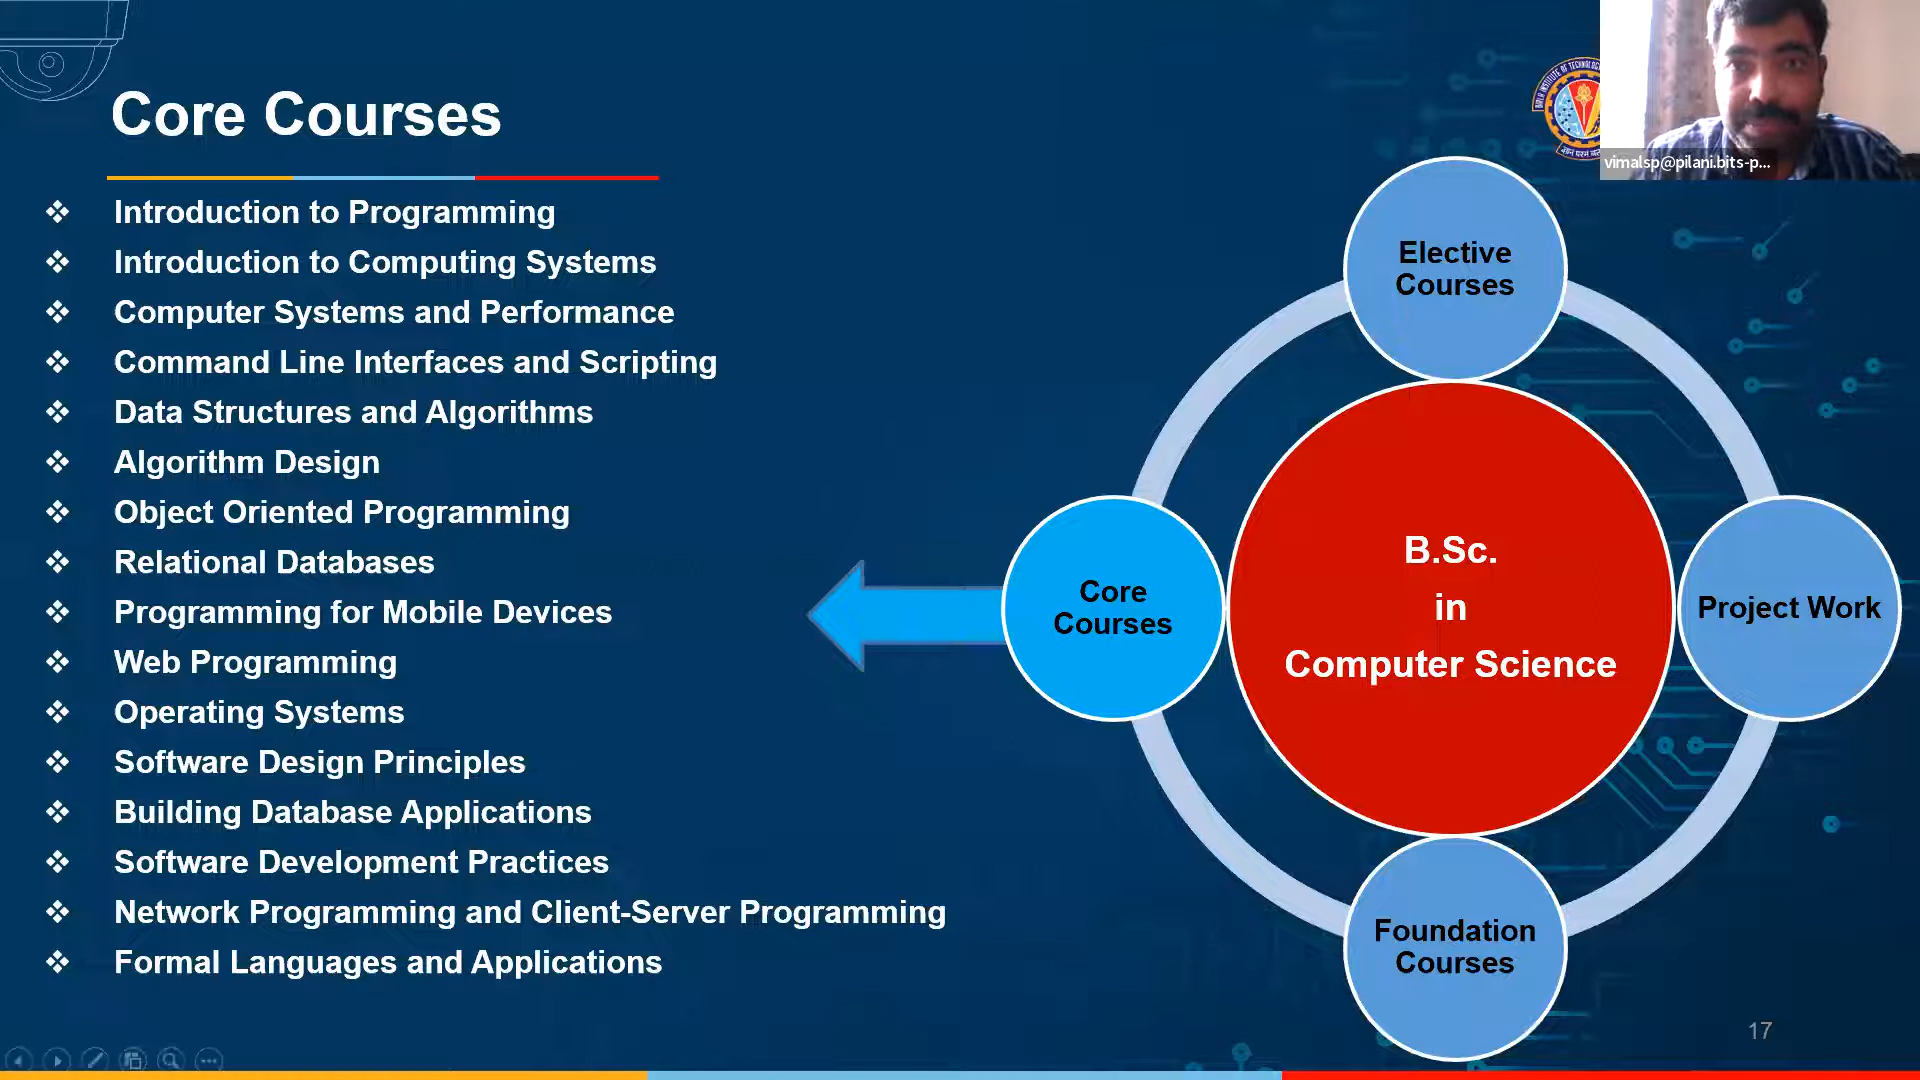 Core Courses
❖ Introduction to Programming
❖ Introduction to Computing Systems
❖ Computer Systems and Performance
❖ Command Line Interfaces and Scripting
❖ Data Structures and Algorithms
❖ Algorithm Design
❖ Object Oriented Programming
❖ Relational Databases
❖ Programming for Mobile Devices
❖ Web Programming
❖ Operating Systems
❖ Software Design Principles
❖ Building Database Applications
❖ Software Development Practices
❖ Network Programming and Client-Server Programming
❖ Formal Languages and Applications
vimalsp@pilani.bits-p...
Elective
Courses
Core
Courses
B.Sc.
in
Computer Science
Project Work
Foundation
Courses
17